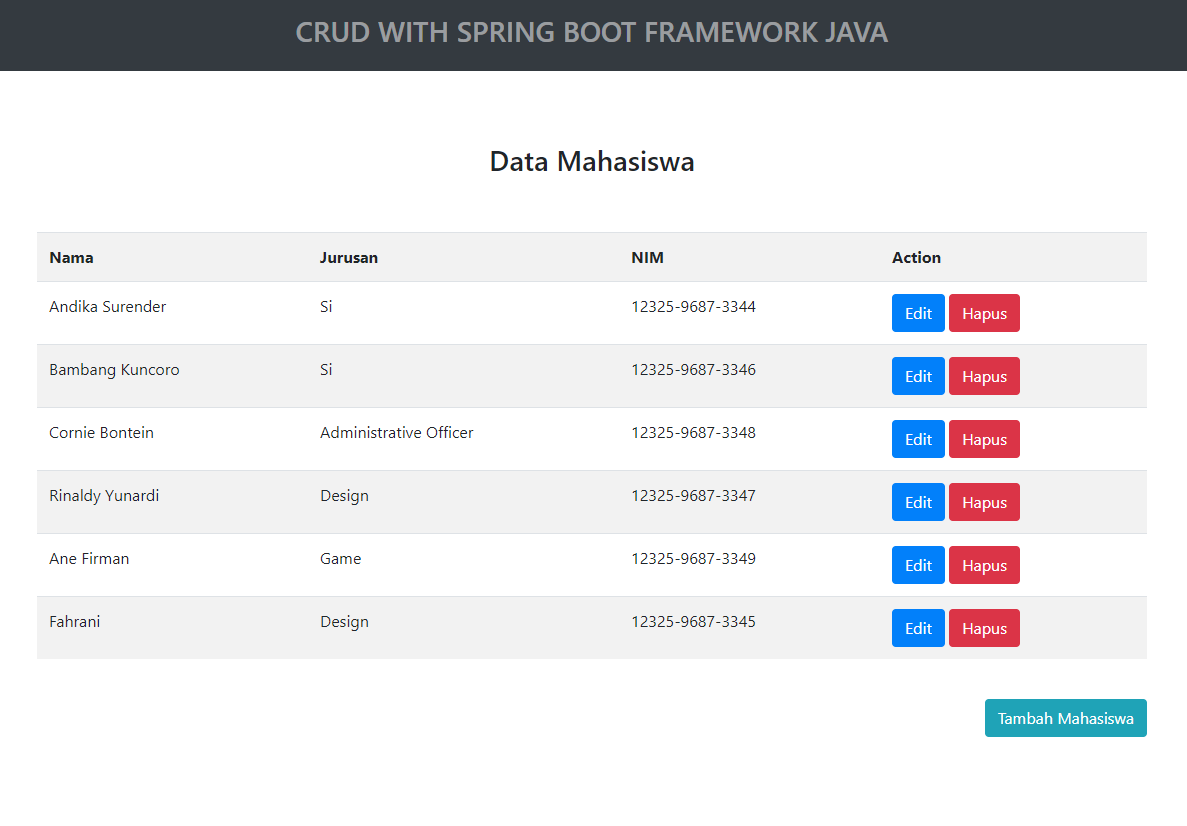 CRUD WITH SPRING BOOT FRAMEWORK JAVA
Data Mahasiswa
Nama Jurusan NIM Action
Andika Surender Si 12325-9687-3344 Edit Hapus
Bambang Kuncoro Si 12325-9687-3346 Edit Hapus
Cornie Bontein Administrative Officer 12325-9687-3348 Edit Hapus
Rinaldy Yunardi Design 12325-9687-3347 Edit Hapus
Ane Firman Game 12325-9687-3349 Edit Hapus
Fahrani Design 12325-9687-3345 Edit Hapus
Tambah Mahasiswa